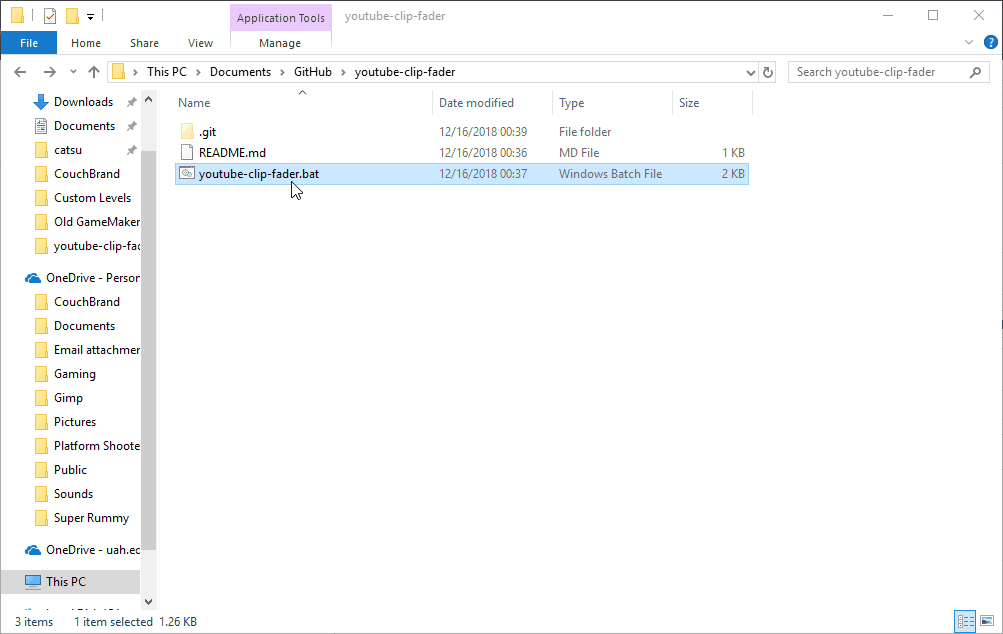 Application Tools youtube-clip-fader
File Home Share View Manage
This PC Documents GitHub youtube-clip-fader Search youtube-clip-fader
Name Date modified Type Size
.git 12/16/2018 00:39 File folder
README.md 12/16/2018 00:36 MD File 1 KB
youtube-clip-fader.bat 12/16/2018 00:37 Windows Batch File 2 KB
Downloads
Documents
catsu
CouchBrand
Custom Levels
Old GameMaker
youtube-clip-fac
OneDrive - Person
CouchBrand
Documents
Email attachmen
Gaming
Gimp
Pictures
Platform Shoote
Public
Sounds
Super Rummy
OneDrive - uah.ed
This PC
3 items 1 item selected 1.26 KB